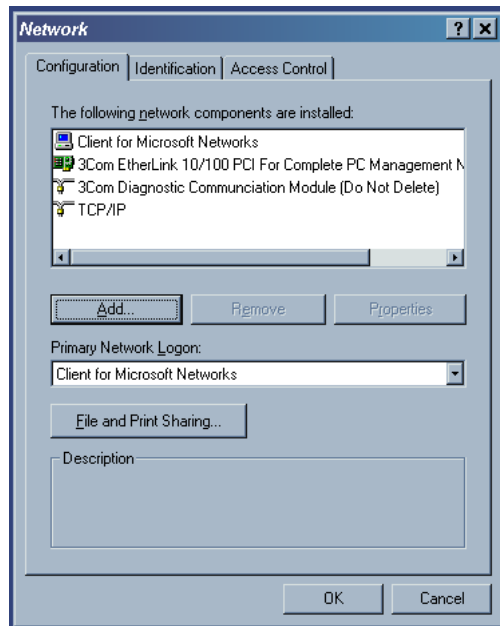 Network
Configuration Identification Access Control
The following network components are installed:
Client for Microsoft Networks
3Com EtherLink 10/100 PCI For Complete PC Management N
3Com Diagnostic Communciation Module (Do Not Delete)
TCP/IP
Add... Remove Properties
Primary Network Logon:
Client for Microsoft Networks
File and Print Sharing...
Description
OK Cancel